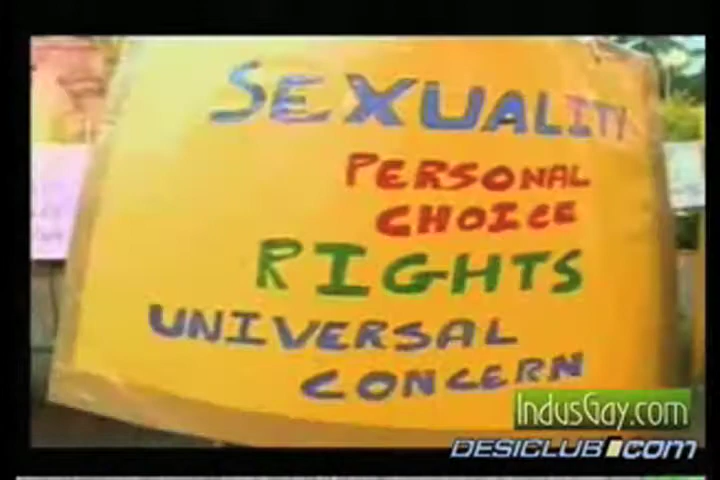 SEXUALITY
PERSONAL
CHOICE
RIGHTS
UNIVERSAL
CONCERN
IndusGay.com
DESICLUB.com